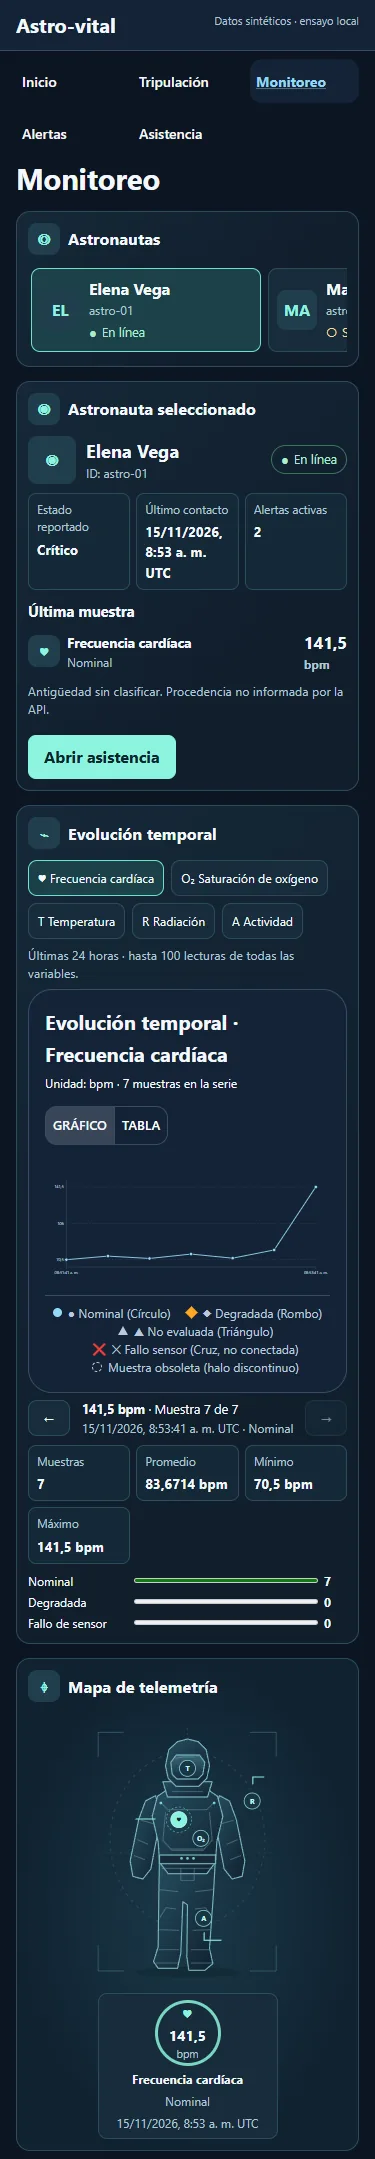 Astro-vital
Datos sintéticos · ensayo local
Inicio
Tripulación
Monitoreo
Alertas
Asistencia
Monitoreo
Astronautas
EL
Elena Vega
astro-01
● En línea
MA
Astronauta seleccionado
Elena Vega
ID: astro-01
● En línea
Estado
reportado
Crítico
Último contacto
15/11/2026,
8:53 a. m.
UTC
Alertas activas
2
Última muestra
♥
Frecuencia cardíaca
Nominal
141,5
bpm
Antigüedad sin clasificar. Procedencia no informada por la
API.
Abrir asistencia
Evolución temporal
♥ Frecuencia cardíaca
O₂ Saturación de oxígeno
T Temperatura
R Radiación
A Actividad
Últimas 24 horas · hasta 100 lecturas de todas las
variables.
Evolución temporal ·
Frecuencia cardíaca
Unidad: bpm · 7 muestras en la serie
GRÁFICO
TABLA
141,5
106
70,5
● Nominal (Círculo)
◆ Degradada (Rombo)
▲ No evaluada (Triángulo)
✕ Fallo sensor (Cruz, no conectada)
Muestra obsoleta (halo discontinuo)
←
141,5 bpm · Muestra 7 de 7
15/11/2026, 8:53:41 a. m. UTC · Nominal
→
Muestras
7
Promedio
83,6714 bpm
Mínimo
70,5 bpm
Máximo
141,5 bpm
Nominal 7
Degradada 0
Fallo de sensor 0
Mapa de telemetría
T
R
♥
O₂
A
♥
141,5
bpm
Frecuencia cardíaca
Nominal
15/11/2026, 8:53 a. m. UTC